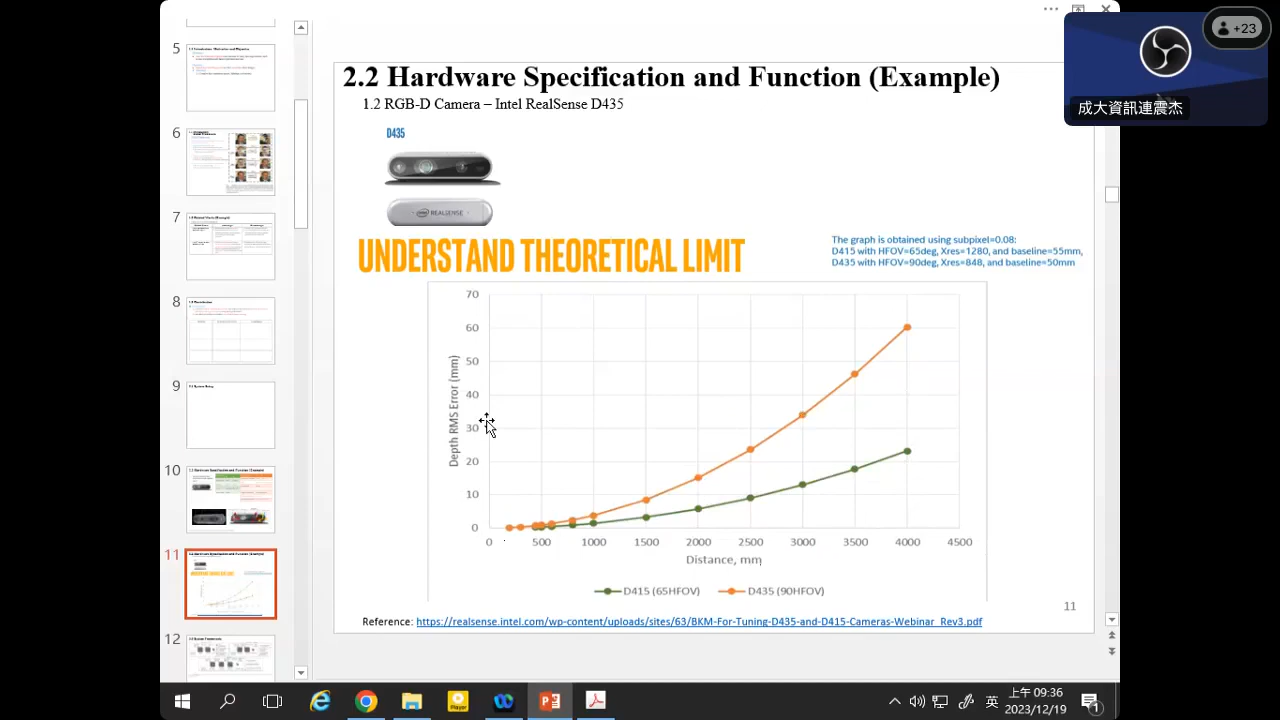 2.2 Hardware Specification and Function (Example)
1.2 RGB-D Camera – Intel RealSense D435
D435
REALSENSE
UNDERSTAND THEORETICAL LIMIT
The graph is obtained using subpixel=0.08:
D415 with HFOV=65deg, Xres=1280, and baseline=55mm,
D435 with HFOV=90deg, Xres=848, and baseline=50mm
Depth RMS Error (mm)
70
60
50
40
30
20
10
0
0 500 1000 1500 2000 2500 3000 3500 4000 4500
Distance, mm
D415 (65HFOV) D435 (90HFOV)
11
Reference: https://realsense.intel.com/wp-content/uploads/sites/63/BKM-For-Tuning-D435-and-D415-Cameras-Webinar_Rev3.pdf
5
6
7
8
9
10
11
12
+23
成大資訊連震杰
Player
英
上午 09:36
2023/12/19
1